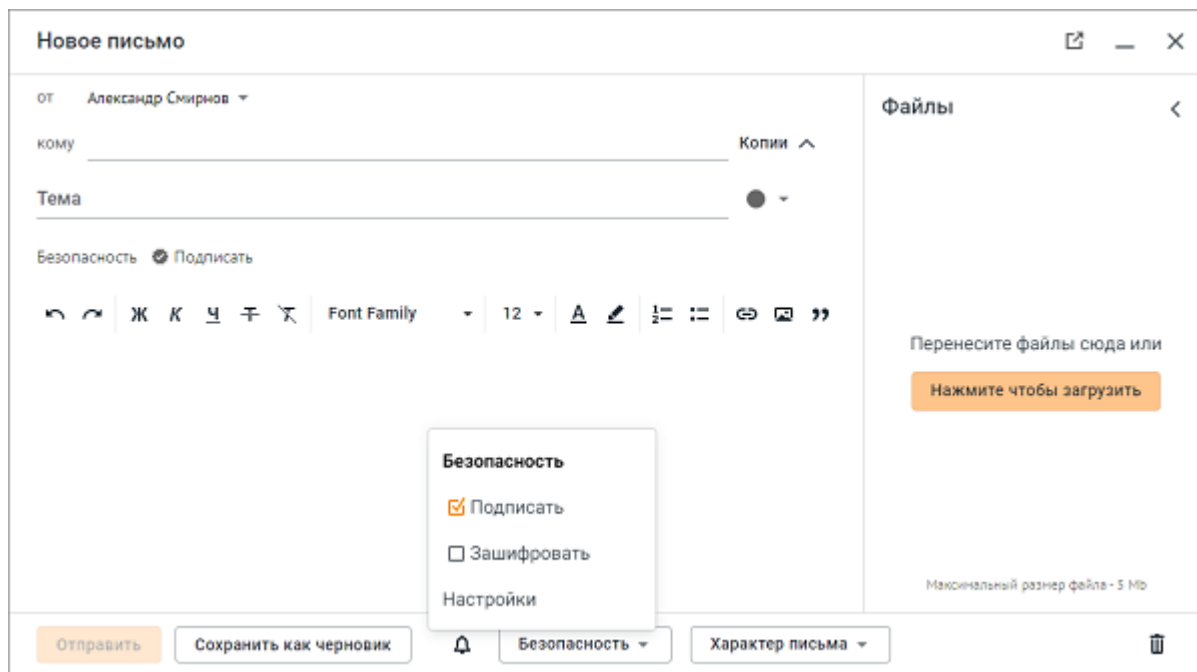 Новое письмо
от Александр Смирнов
Файлы
кому
Копии
Тема
Безопасность Подписать
Ж К Ч Т Font Family 12 A
Перенесите файлы сюда или
Нажмите чтобы загрузить
Безопасность
Подписать
Зашифровать
Настройки
Максимальный размер файла - 5 Mb
Отправить Сохранить как черновик Безопасность Характер письма